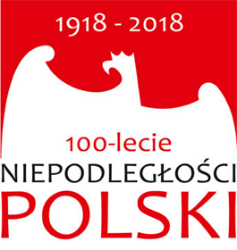 1918 - 2018
100-lecie
NIEPODLEGŁOŚCI
POLSKI